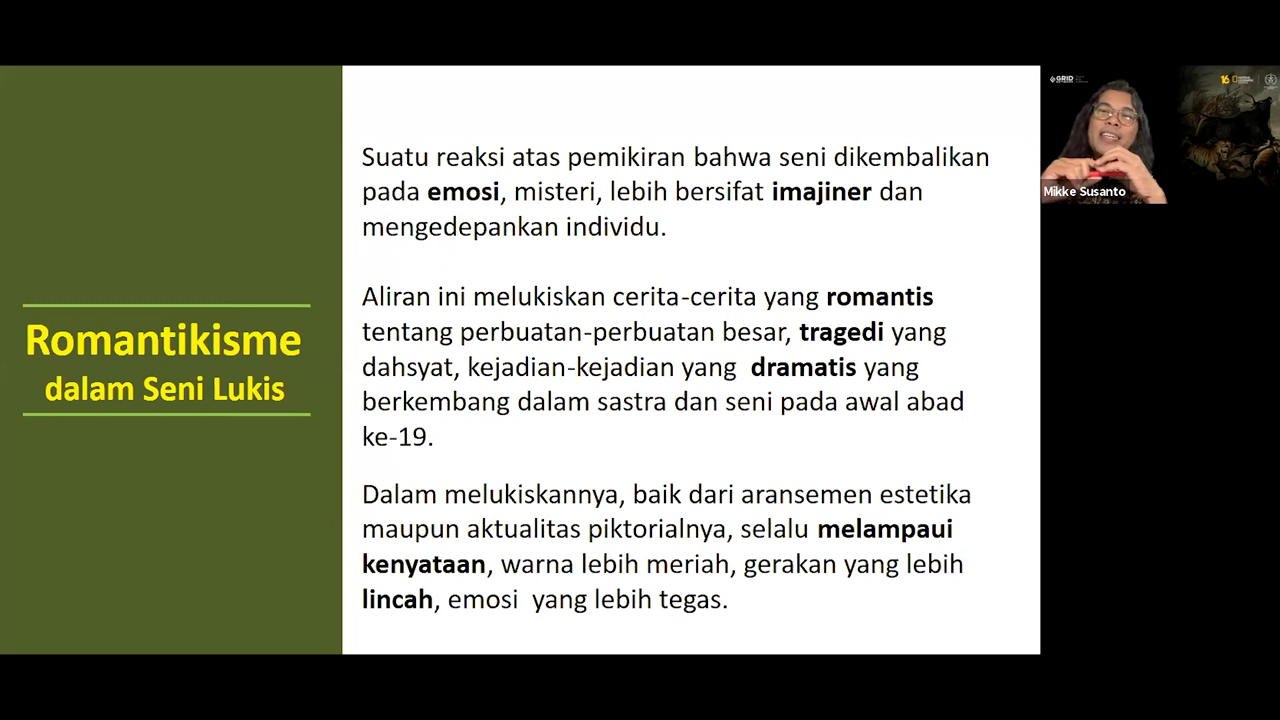 Romantikisme
dalam Seni Lukis
Suatu reaksi atas pemikiran bahwa seni dikembalikan
pada emosi, misteri, lebih bersifat imajiner dan
mengedepankan individu.
Aliran ini melukiskan cerita-cerita yang romantis
tentang perbuatan-perbuatan besar, tragedi yang
dahsyat, kejadian-kejadian yang dramatis yang
berkembang dalam sastra dan seni pada awal abad
ke-19.
Dalam melukiskannya, baik dari aransemen estetika
maupun aktualitas piktorialnya, selalu melampaui
kenyataan, warna lebih meriah, gerakan yang lebih
lincah, emosi yang lebih tegas.
GRID
16
Mikke Susanto